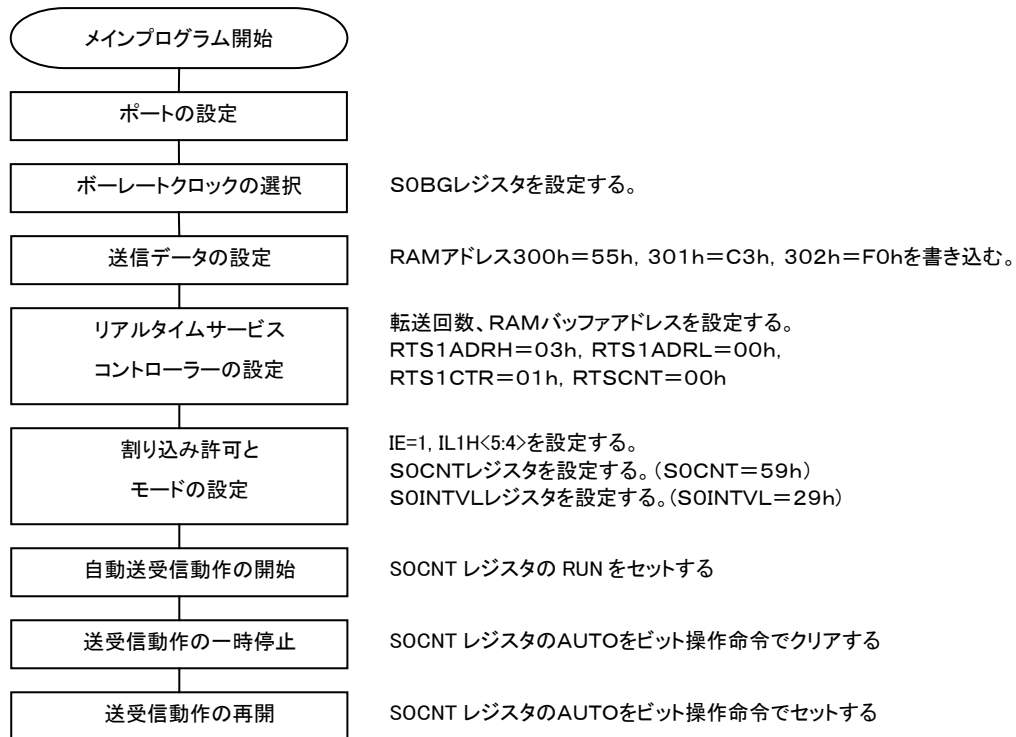 メインプログラム開始
ポートの設定
ボーレートクロックの選択
S0BGレジスタを設定する。
送信データの設定
RAMアドレス300h=55h, 301h=C3h, 302h=F0hを書き込む。
リアルタイムサービス
コントローラーの設定
転送回数、RAMバッファアドレスを設定する。
RTS1ADRH=03h, RTS1ADRL=00h,
RTS1CTR=01h, RTSCNT=00h
割り込み許可と
モードの設定
IE=1, IL1H<5:4>を設定する。
S0CNTレジスタを設定する。(S0CNT=59h)
S0INTVLレジスタを設定する。(S0INTVL=29h)
自動送受信動作の開始
S0CNT レジスタの RUN をセットする
送受信動作の一時停止
S0CNT レジスタのAUTOをビット操作命令でクリアする
送受信動作の再開
S0CNT レジスタのAUTOをビット操作命令でセットする